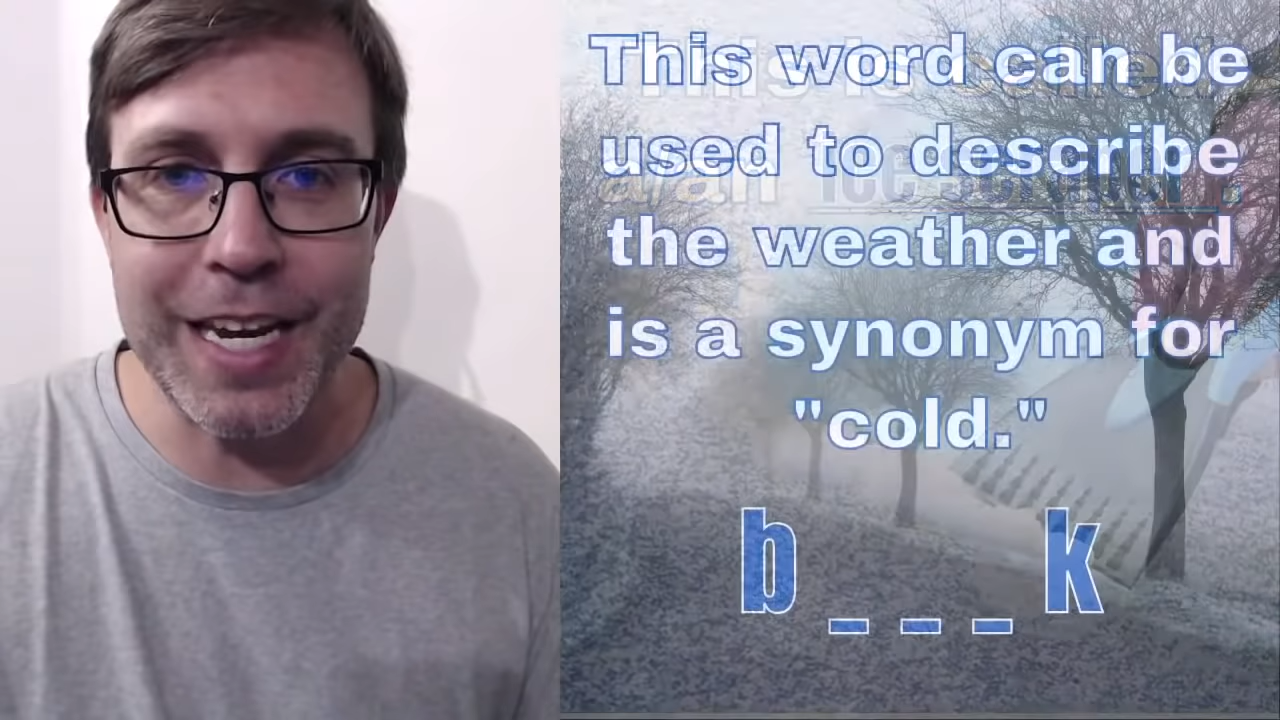 This word can be
used to describe
the weather and
is a synonym for
"cold."
b _ _ _ k